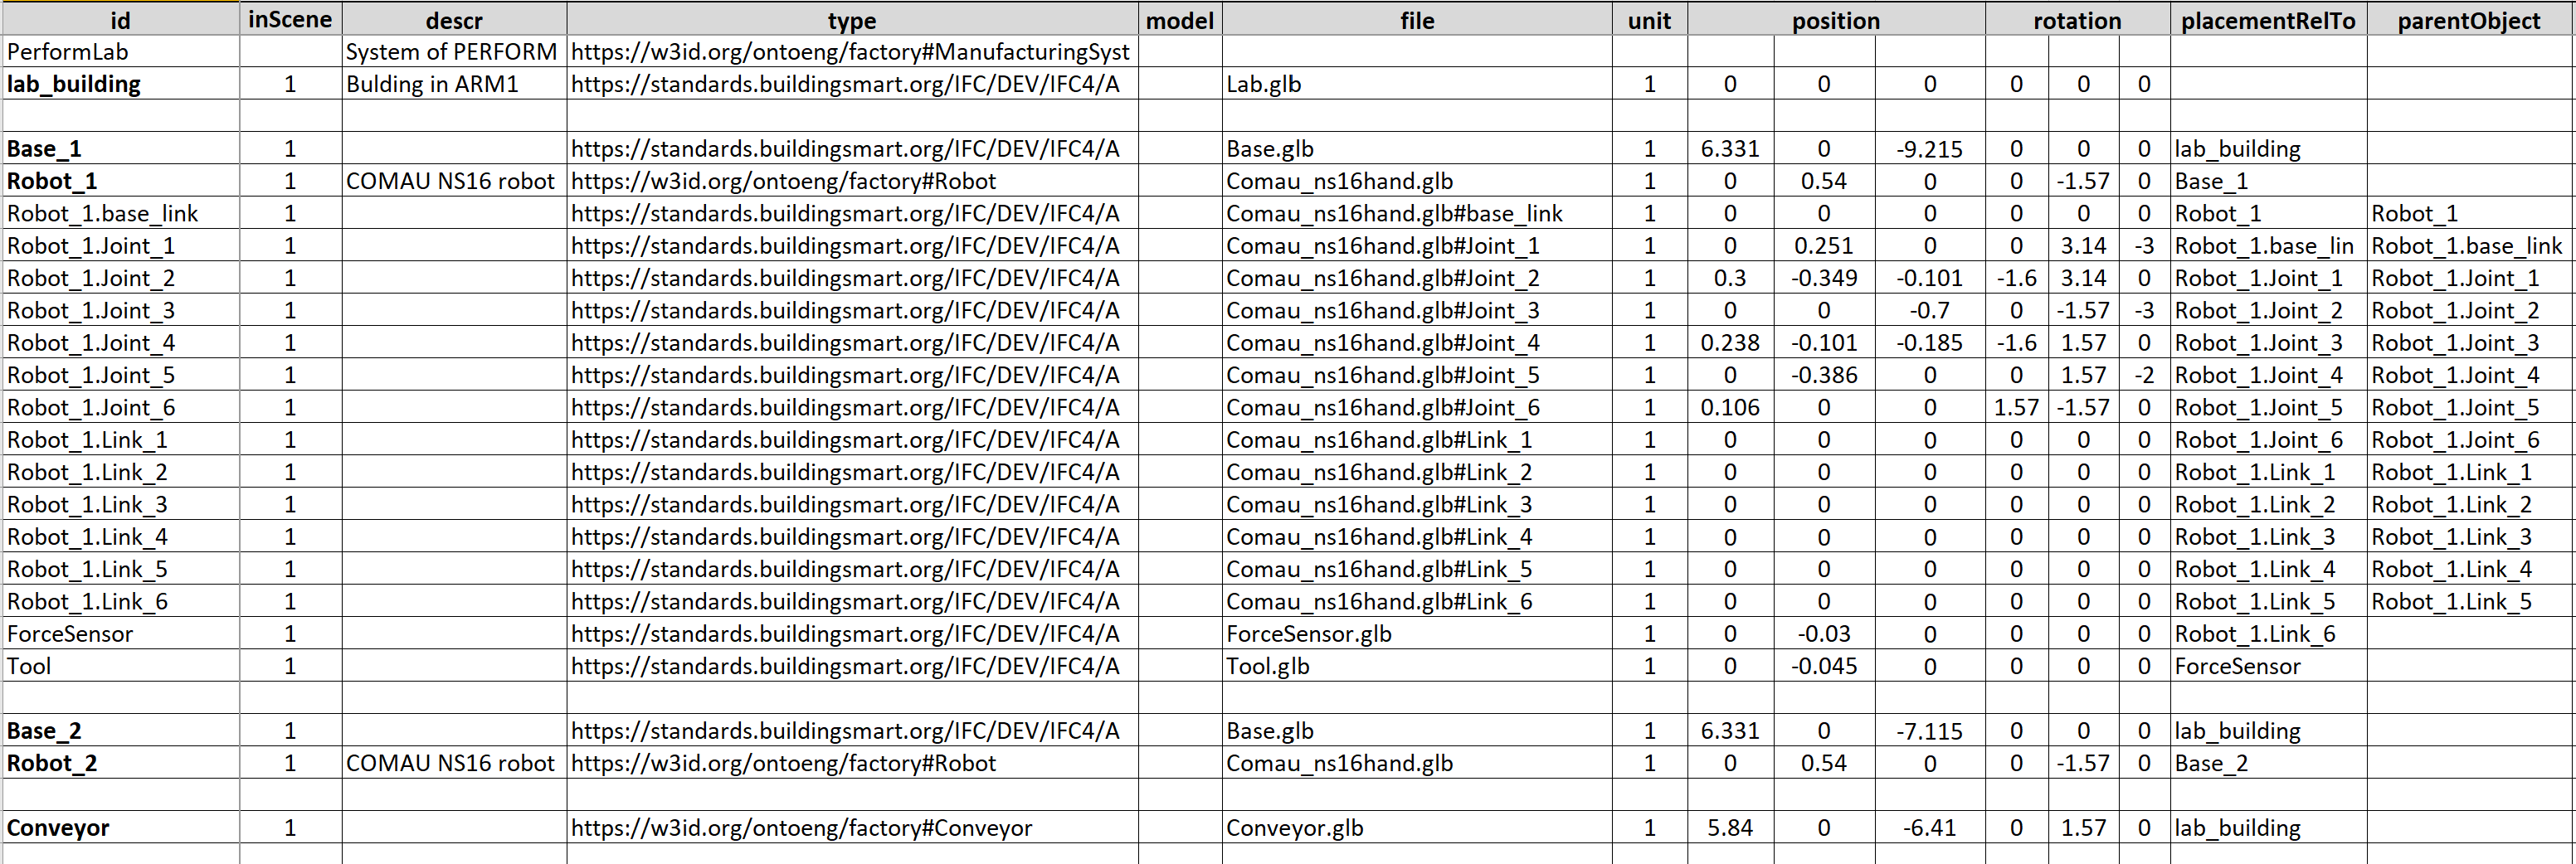 id inScene descr type model file unit position rotation placementRelTo parentObject
PerformLab System of PERFORM https://w3id.org/ontoeng/factory#ManufacturingSyst
lab_building 1 Bulding in ARM1 https://standards.buildingsmart.org/IFC/DEV/IFC4/A Lab.glb 1 0 0 0 0 0 0
Base_1 1 https://standards.buildingsmart.org/IFC/DEV/IFC4/A Base.glb 1 6.331 0 -9.215 0 0 0 lab_building
Robot_1 1 COMAU NS16 robot https://w3id.org/ontoeng/factory#Robot Comau_ns16hand.glb 1 0 0.54 0 0 -1.57 0 Base_1
Robot_1.base_link 1 https://standards.buildingsmart.org/IFC/DEV/IFC4/A Comau_ns16hand.glb#base_link 1 0 0 0 0 0 0 Robot_1 Robot_1
Robot_1.Joint_1 1 https://standards.buildingsmart.org/IFC/DEV/IFC4/A Comau_ns16hand.glb#Joint_1 1 0 0.251 0 0 3.14 -3 Robot_1.base_lin Robot_1.base_link
Robot_1.Joint_2 1 https://standards.buildingsmart.org/IFC/DEV/IFC4/A Comau_ns16hand.glb#Joint_2 1 0.3 -0.349 -0.101 -1.6 3.14 0 Robot_1.Joint_1 Robot_1.Joint_1
Robot_1.Joint_3 1 https://standards.buildingsmart.org/IFC/DEV/IFC4/A Comau_ns16hand.glb#Joint_3 1 0 0 -0.7 0 -1.57 -3 Robot_1.Joint_2 Robot_1.Joint_2
Robot_1.Joint_4 1 https://standards.buildingsmart.org/IFC/DEV/IFC4/A Comau_ns16hand.glb#Joint_4 1 0.238 -0.101 -0.185 -1.6 1.57 0 Robot_1.Joint_3 Robot_1.Joint_3
Robot_1.Joint_5 1 https://standards.buildingsmart.org/IFC/DEV/IFC4/A Comau_ns16hand.glb#Joint_5 1 0 -0.386 0 0 1.57 -2 Robot_1.Joint_4 Robot_1.Joint_4
Robot_1.Joint_6 1 https://standards.buildingsmart.org/IFC/DEV/IFC4/A Comau_ns16hand.glb#Joint_6 1 0.106 0 0 1.57 -1.57 0 Robot_1.Joint_5 Robot_1.Joint_5
Robot_1.Link_1 1 https://standards.buildingsmart.org/IFC/DEV/IFC4/A Comau_ns16hand.glb#Link_1 1 0 0 0 0 0 0 Robot_1.Joint_6 Robot_1.Joint_6
Robot_1.Link_2 1 https://standards.buildingsmart.org/IFC/DEV/IFC4/A Comau_ns16hand.glb#Link_2 1 0 0 0 0 0 0 Robot_1.Link_1 Robot_1.Link_1
Robot_1.Link_3 1 https://standards.buildingsmart.org/IFC/DEV/IFC4/A Comau_ns16hand.glb#Link_3 1 0 0 0 0 0 0 Robot_1.Link_2 Robot_1.Link_2
Robot_1.Link_4 1 https://standards.buildingsmart.org/IFC/DEV/IFC4/A Comau_ns16hand.glb#Link_4 1 0 0 0 0 0 0 Robot_1.Link_3 Robot_1.Link_3
Robot_1.Link_5 1 https://standards.buildingsmart.org/IFC/DEV/IFC4/A Comau_ns16hand.glb#Link_5 1 0 0 0 0 0 0 Robot_1.Link_4 Robot_1.Link_4
Robot_1.Link_6 1 https://standards.buildingsmart.org/IFC/DEV/IFC4/A Comau_ns16hand.glb#Link_6 1 0 0 0 0 0 0 Robot_1.Link_5 Robot_1.Link_5
ForceSensor 1 https://standards.buildingsmart.org/IFC/DEV/IFC4/A ForceSensor.glb 1 0 -0.03 0 0 0 0 Robot_1.Link_6
Tool 1 https://standards.buildingsmart.org/IFC/DEV/IFC4/A Tool.glb 1 0 -0.045 0 0 0 0 ForceSensor
Base_2 1 https://standards.buildingsmart.org/IFC/DEV/IFC4/A Base.glb 1 6.331 0 -7.115 0 0 0 lab_building
Robot_2 1 COMAU NS16 robot https://w3id.org/ontoeng/factory#Robot Comau_ns16hand.glb 1 0 0.54 0 0 -1.57 0 Base_2
Conveyor 1 https://w3id.org/ontoeng/factory#Conveyor Conveyor.glb 1 5.84 0 -6.41 0 1.57 0 lab_building